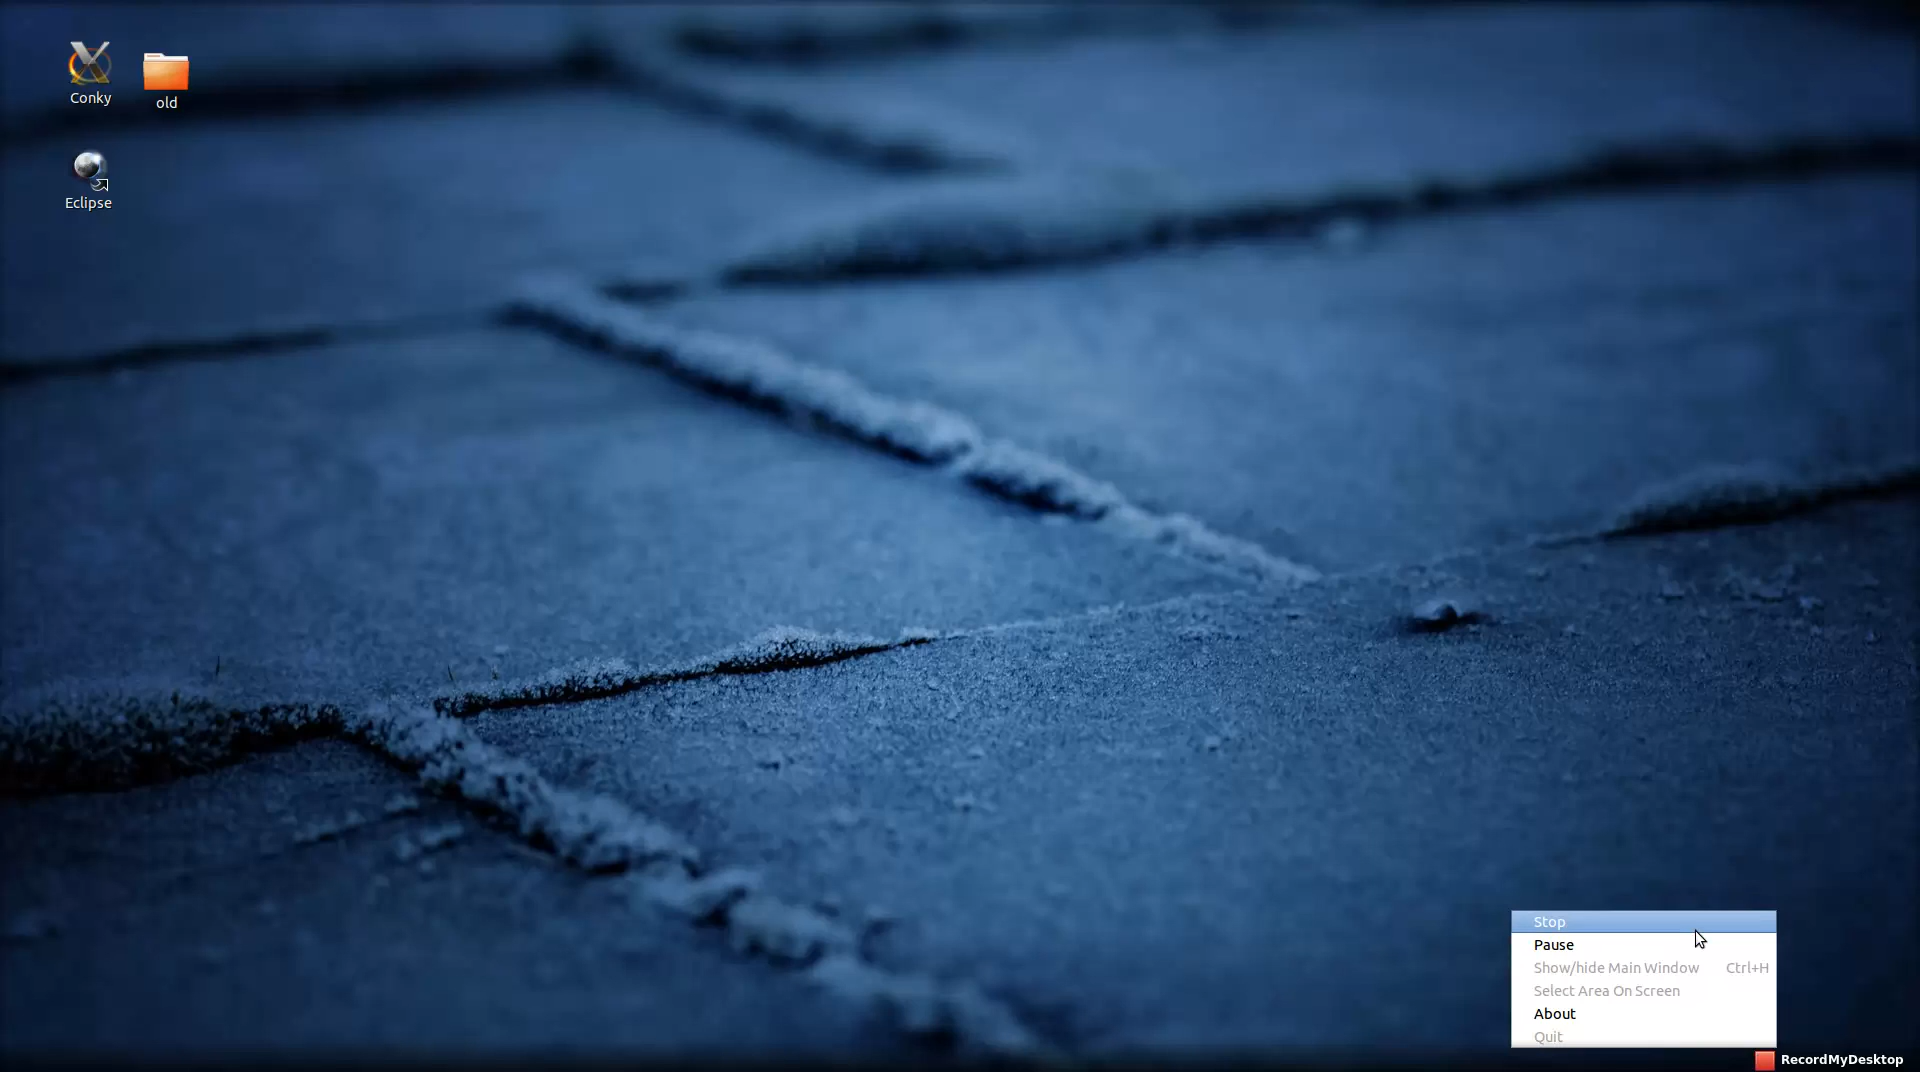 Conky
old
Eclipse
Stop
Pause
Show/hide Main Window Ctrl+H
Select Area On Screen
About
Quit
RecordMyDesktop